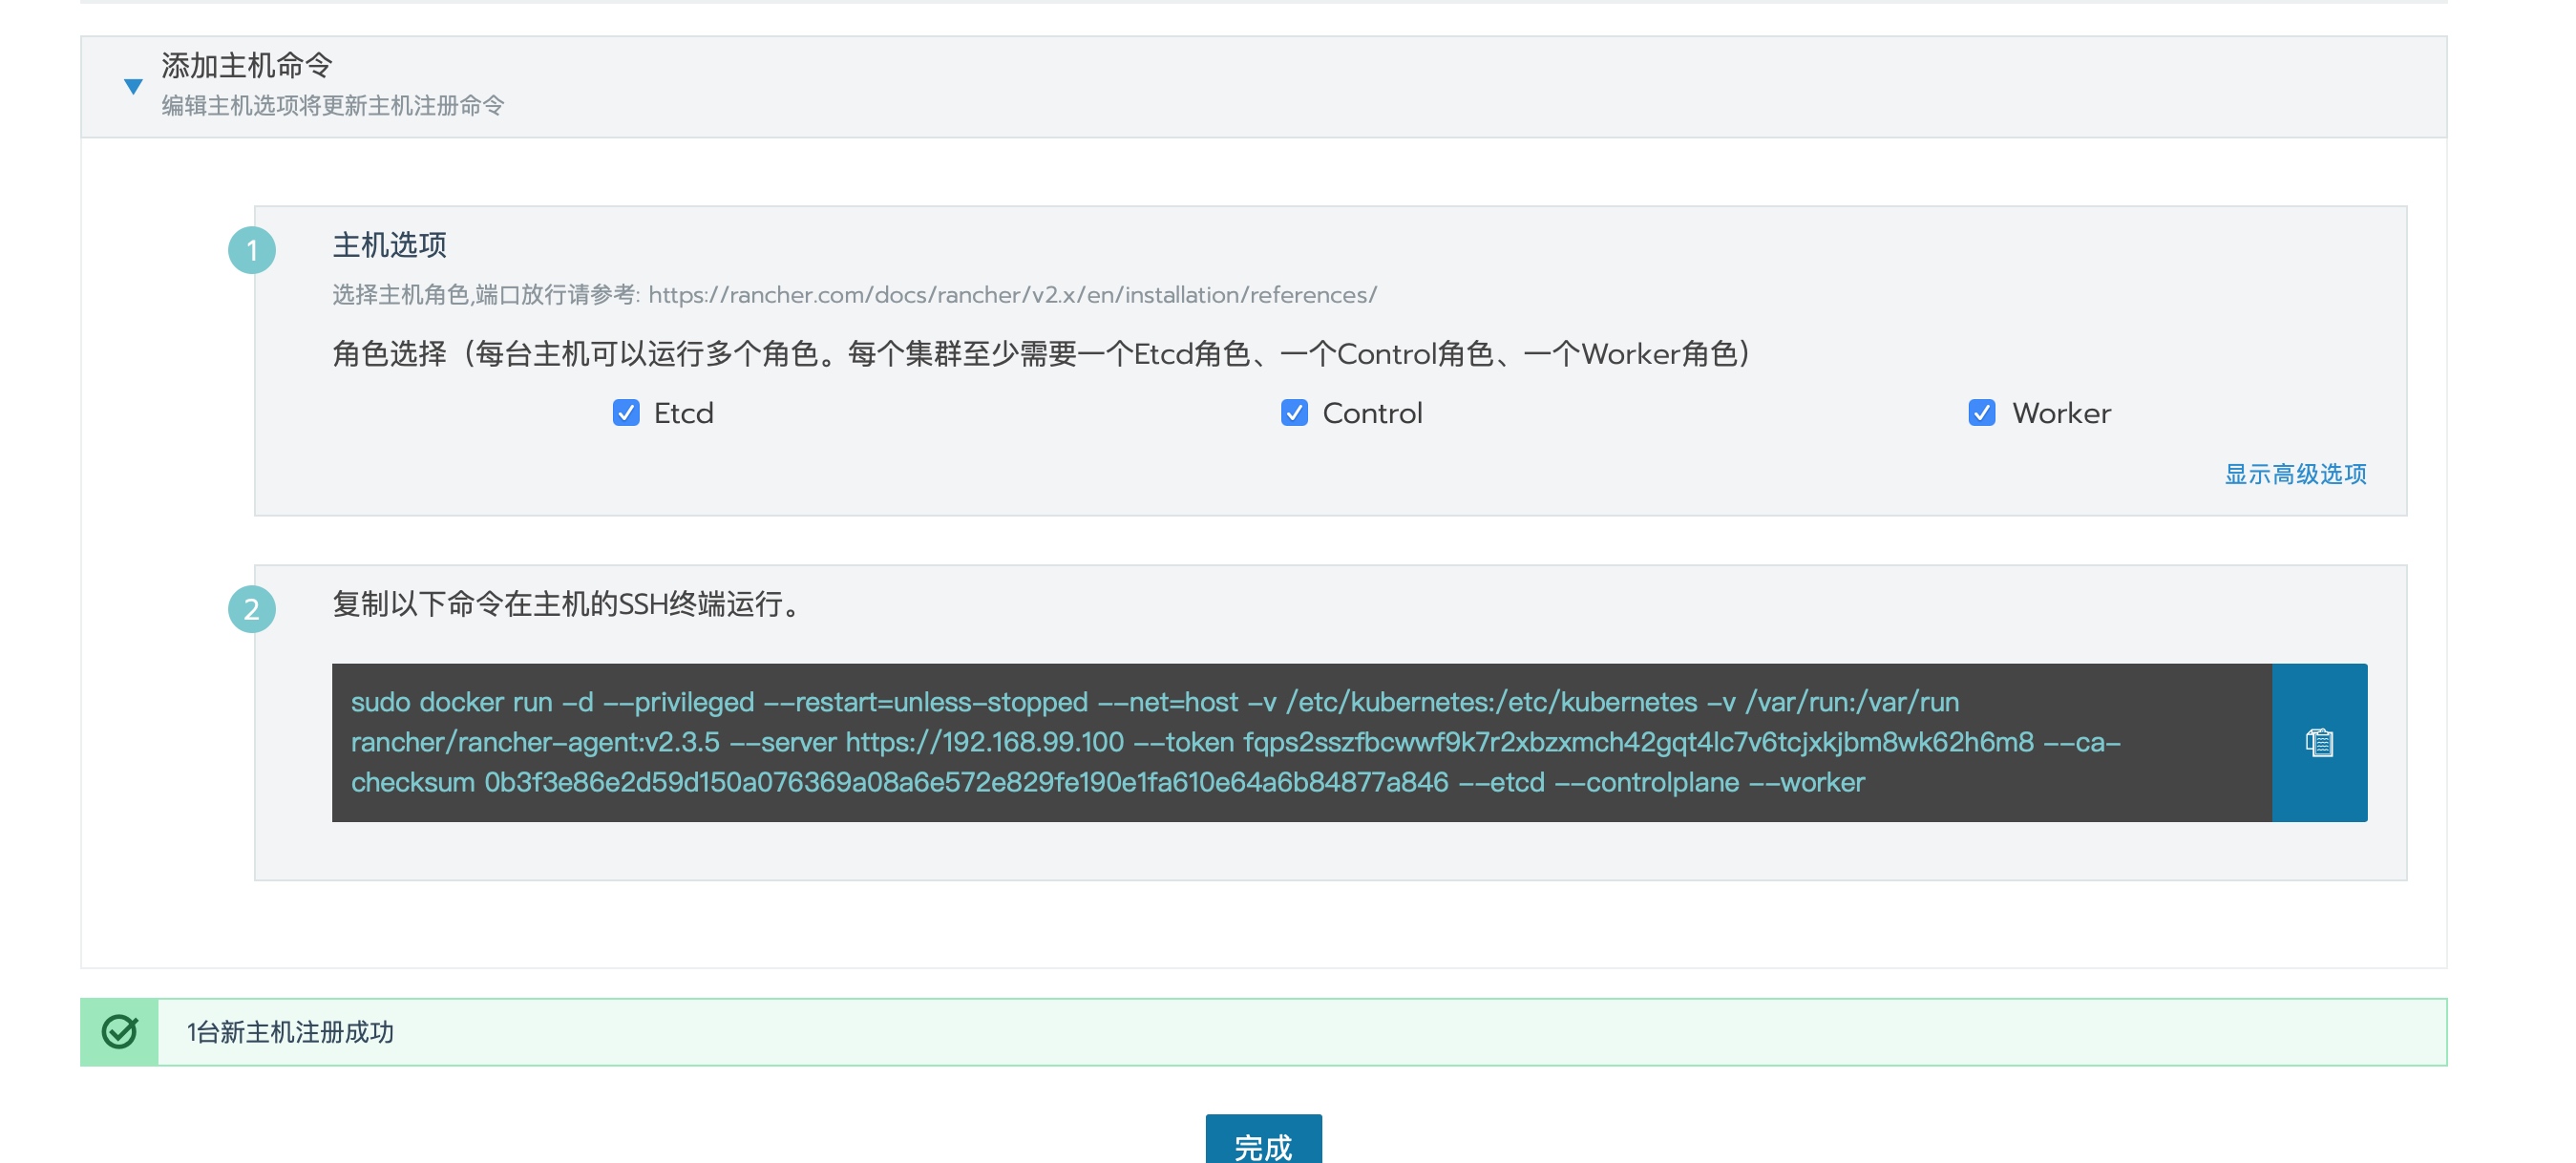 添加主机命令
编辑主机选项将更新主机注册命令
1
主机选项
选择主机角色,端口放行请参考: https://rancher.com/docs/rancher/v2.x/en/installation/references/
角色选择（每台主机可以运行多个角色。每个集群至少需要一个Etcd角色、一个Control角色、一个Worker角色）
Etcd Control Worker
显示高级选项
2
复制以下命令在主机的SSH终端运行。
sudo docker run -d --privileged --restart=unless-stopped --net=host -v /etc/kubernetes:/etc/kubernetes -v /var/run:/var/run
rancher/rancher-agent:v2.3.5 --server https://192.168.99.100 --token fqps2sszfbcwwf9k7r2xbzxmch42gqt4lc7v6tcjxkjbm8wk62h6m8 --ca-
checksum 0b3f3e86e2d59d150a076369a08a6e572e829fe190e1fa610e64a6b84877a846 --etcd --controlplane --worker
1台新主机注册成功
完成